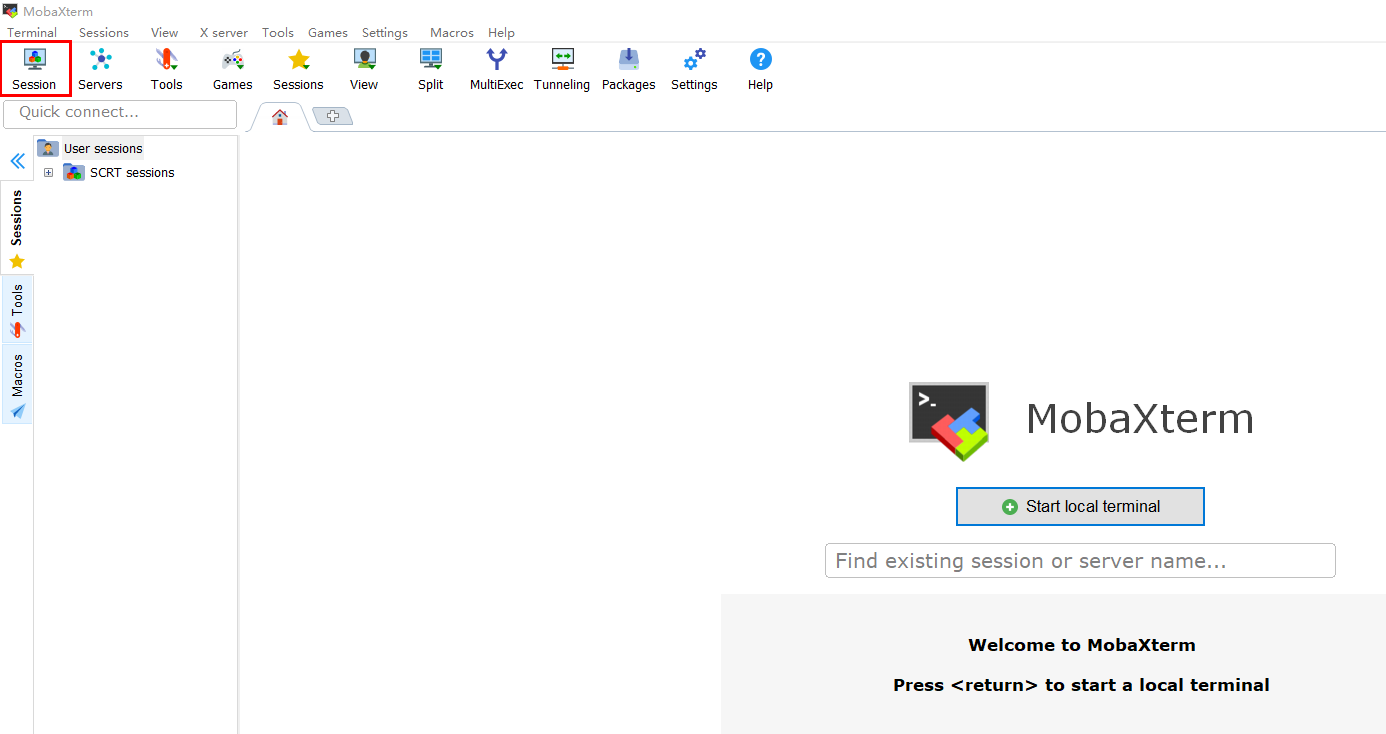 MobaXterm
Terminal Sessions View X server Tools Games Settings Macros Help
Session Servers Tools Games Sessions View Split MultiExec Tunneling Packages Settings Help
Quick connect...
User sessions
SCRT sessions
Sessions
Tools
Macros
>_
MobaXterm
Start local terminal
Find existing session or server name...
Welcome to MobaXterm
Press <return> to start a local terminal